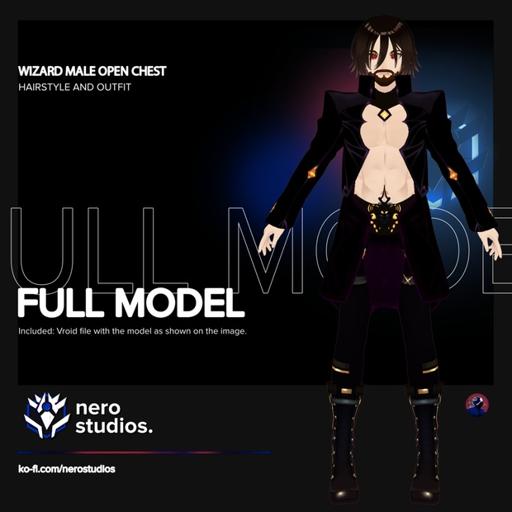 WIZARD MALE OPEN CHEST
HAIRSTYLE AND OUTFIT
ULL MODE
FULL MODEL
Included: Vroid file with the model as shown on the image.
nero
studios.
ko-fi.com/nerostudios